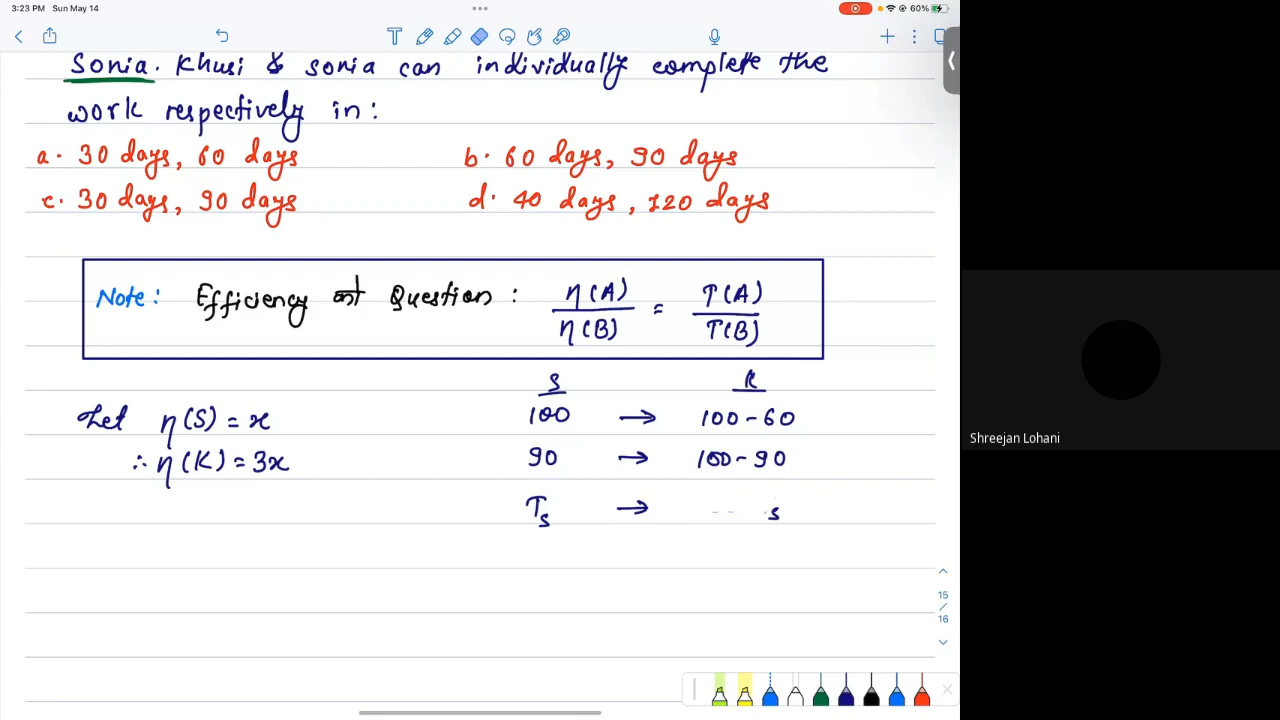 3:23 PM Sun May 14
60%
Sonia. Khusi & sonia can individually complete the
work respectively in:
a. 30 days, 60 days
b. 60 days, 90 days
c. 30 days, 90 days
d. 40 days, 120 days
Note: Efficiency Question: η(A)/η(B) = T(A)/T(B)
S K
Let η(S) = x
100 → 100-60
∴ η(K) = 3x
90 → 100-90
Ts → s
15
/
16
Shreejan Lohani